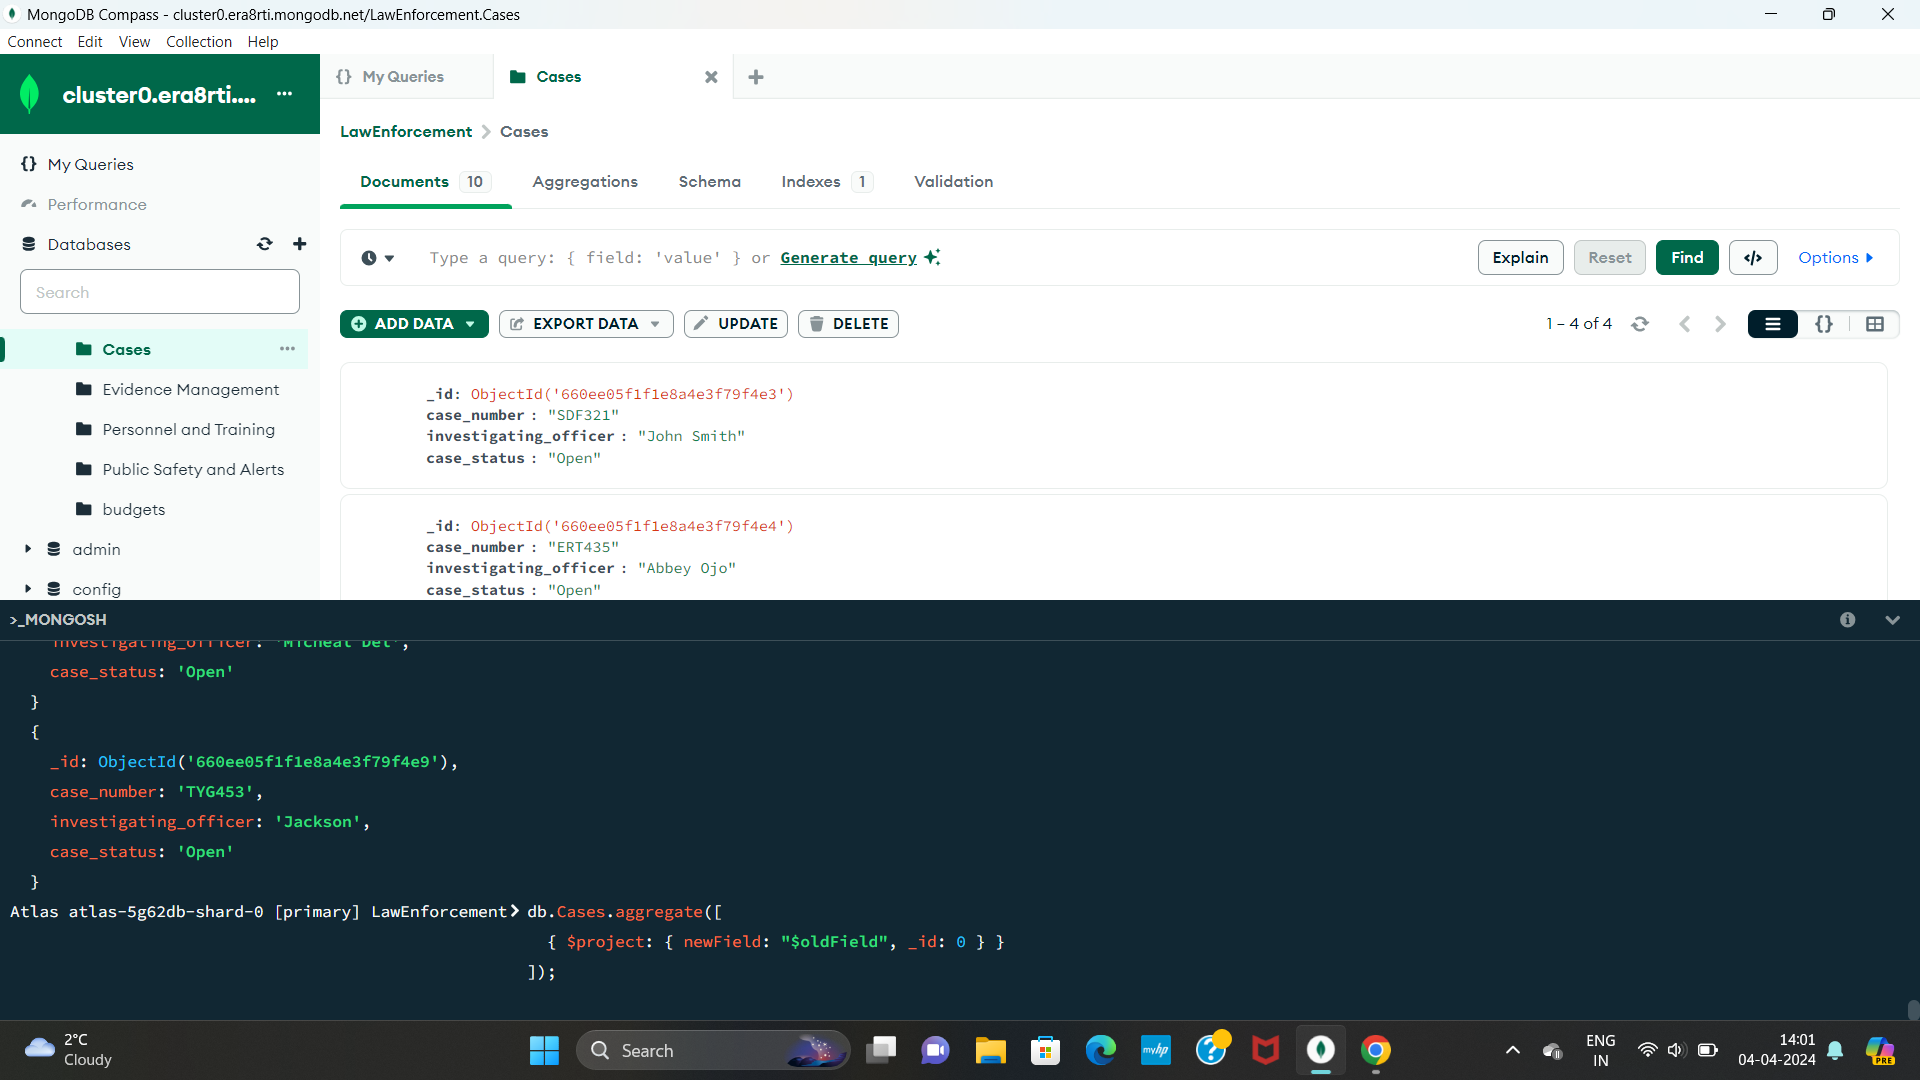 MongoDB Compass - cluster0.era8rti.mongodb.net/LawEnforcement.Cases
Connect Edit View Collection Help
cluster0.era8rti....
{} My Queries
Cases
LawEnforcement > Cases
{} My Queries
Performance
Databases
Search
Cases
Evidence Management
Personnel and Training
Public Safety and Alerts
budgets
admin
config
Documents 10 Aggregations Schema Indexes 1 Validation
Type a query: { field: 'value' } or Generate query
Explain Reset Find </> Options
ADD DATA EXPORT DATA UPDATE DELETE
1 – 4 of 4
{}
_id: ObjectId('660ee05f1f1e8a4e3f79f4e3')
case_number : "SDF321"
investigating_officer : "John Smith"
case_status : "Open"
_id: ObjectId('660ee05f1f1e8a4e3f79f4e4')
case_number : "ERT435"
investigating_officer : "Abbey Ojo"
case_status : "Open"
>_MONGOSH
investigating_officer: 'Micheal Del',
case_status: 'Open'
}
{
_id: ObjectId('660ee05f1f1e8a4e3f79f4e9'),
case_number: 'TYG453',
investigating_officer: 'Jackson',
case_status: 'Open'
}
Atlas atlas-5g62db-shard-0 [primary] LawEnforcement> db.Cases.aggregate([
{ $project: { newField: "$oldField", _id: 0 } }
]);
2°C
Cloudy
Search
myhp
ENG
IN
14:01
04-04-2024
PRE